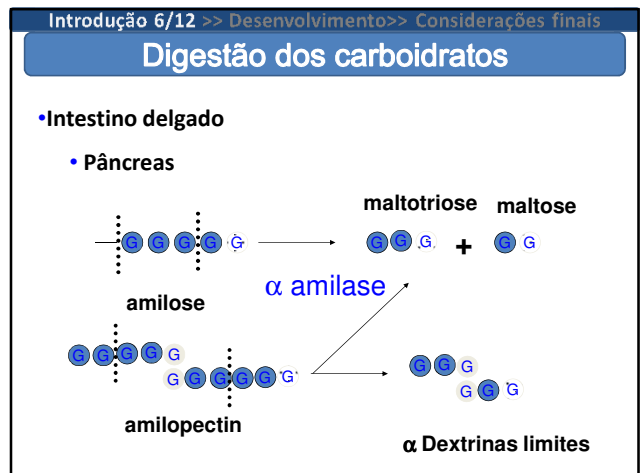 Introdução 6/12 >> Desenvolvimento>> Considerações finais
Digestão dos carboidratos
•Intestino delgado
• Pâncreas
maltotriose maltose
G G G G G G G G + G G
α amilase
amilose
G G G G G G G G
G G G G G G G G G
amilopectin
α Dextrinas limites